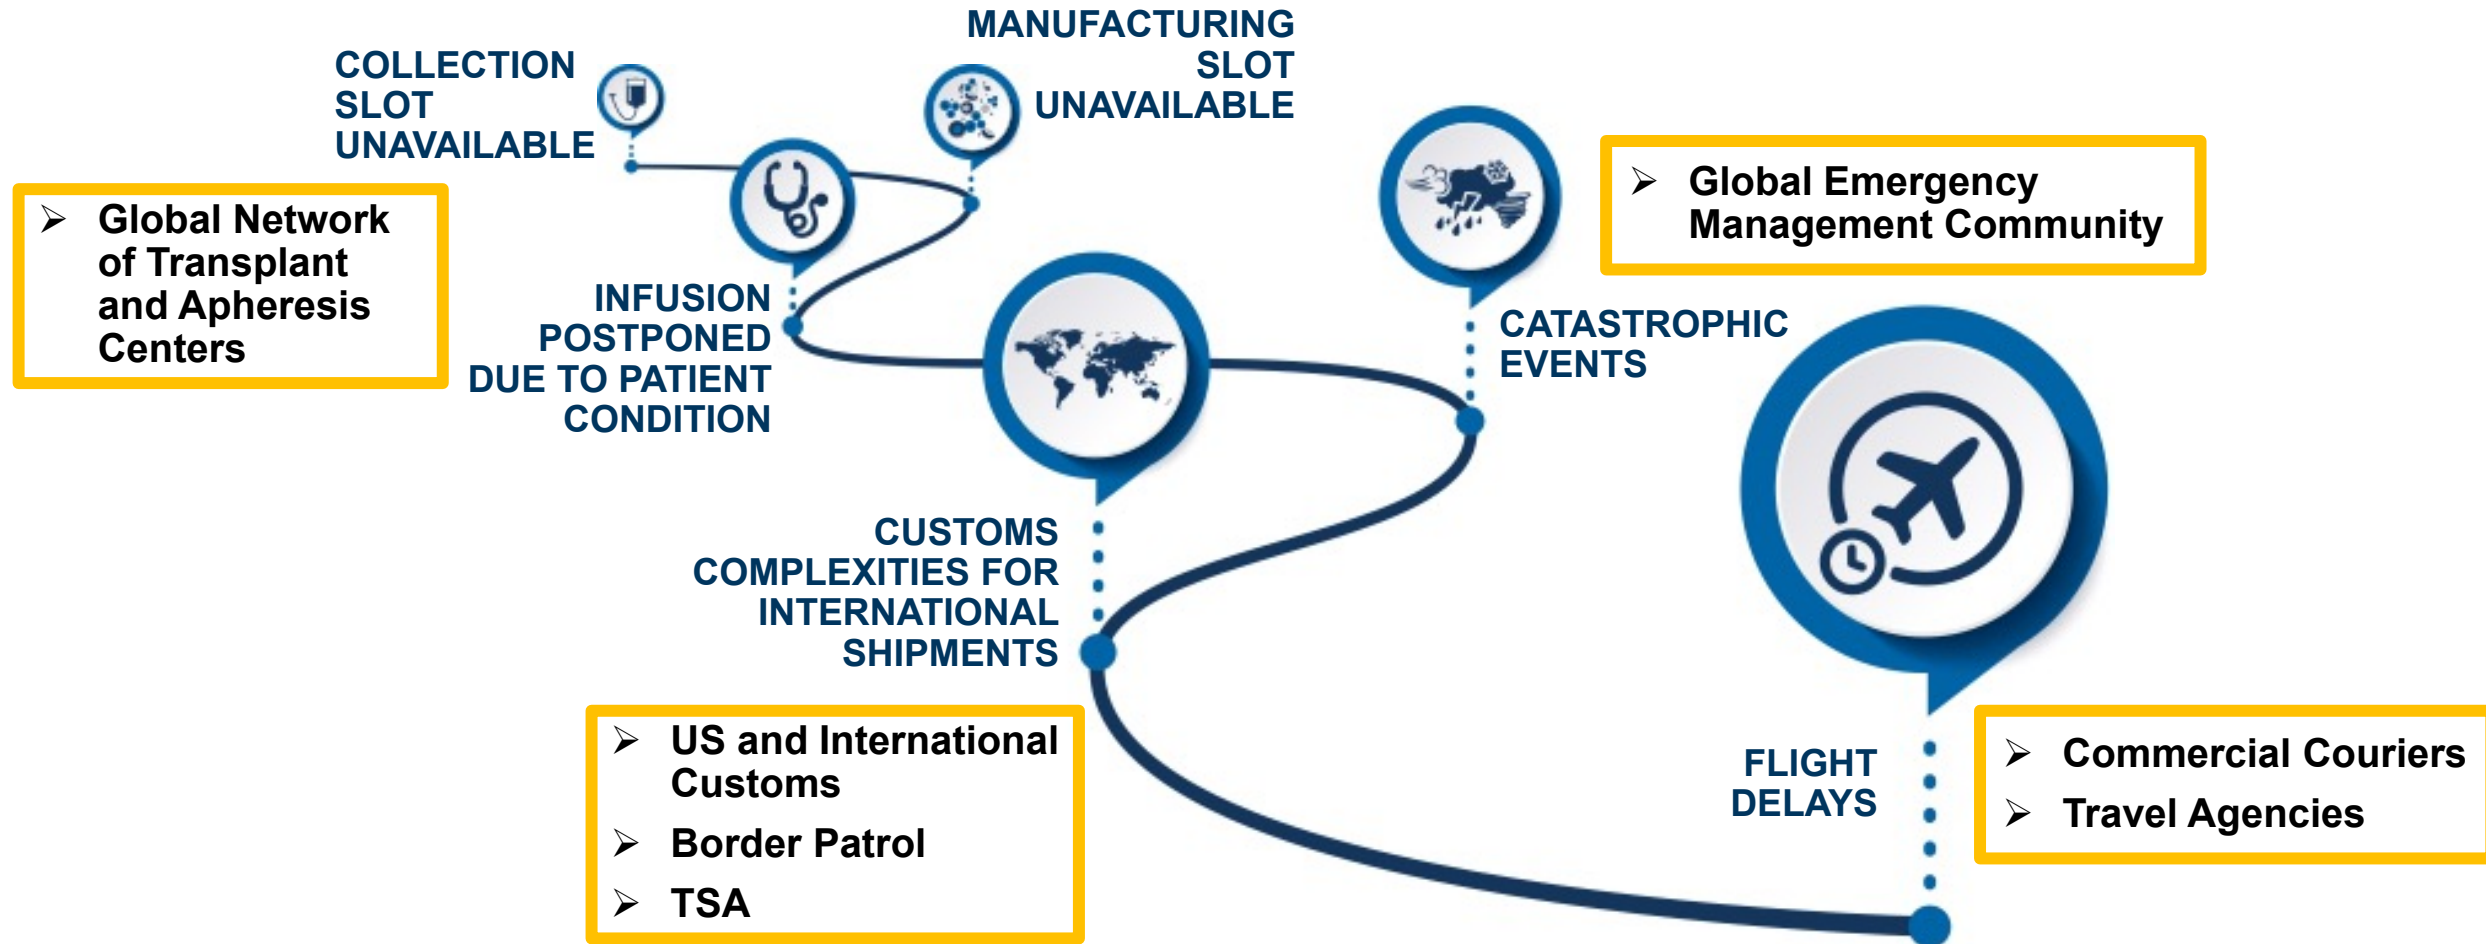 COLLECTION
SLOT
UNAVAILABLE
MANUFACTURING
SLOT
UNAVAILABLE
➢ Global Network
of Transplant
and Apheresis
Centers
INFUSION
POSTPONED
DUE TO PATIENT
CONDITION
➢ Global Emergency
Management Community
CATASTROPHIC
EVENTS
CUSTOMS
COMPLEXITIES FOR
INTERNATIONAL
SHIPMENTS
➢ US and International
Customs
➢ Border Patrol
➢ TSA
FLIGHT
DELAYS
➢ Commercial Couriers
➢ Travel Agencies